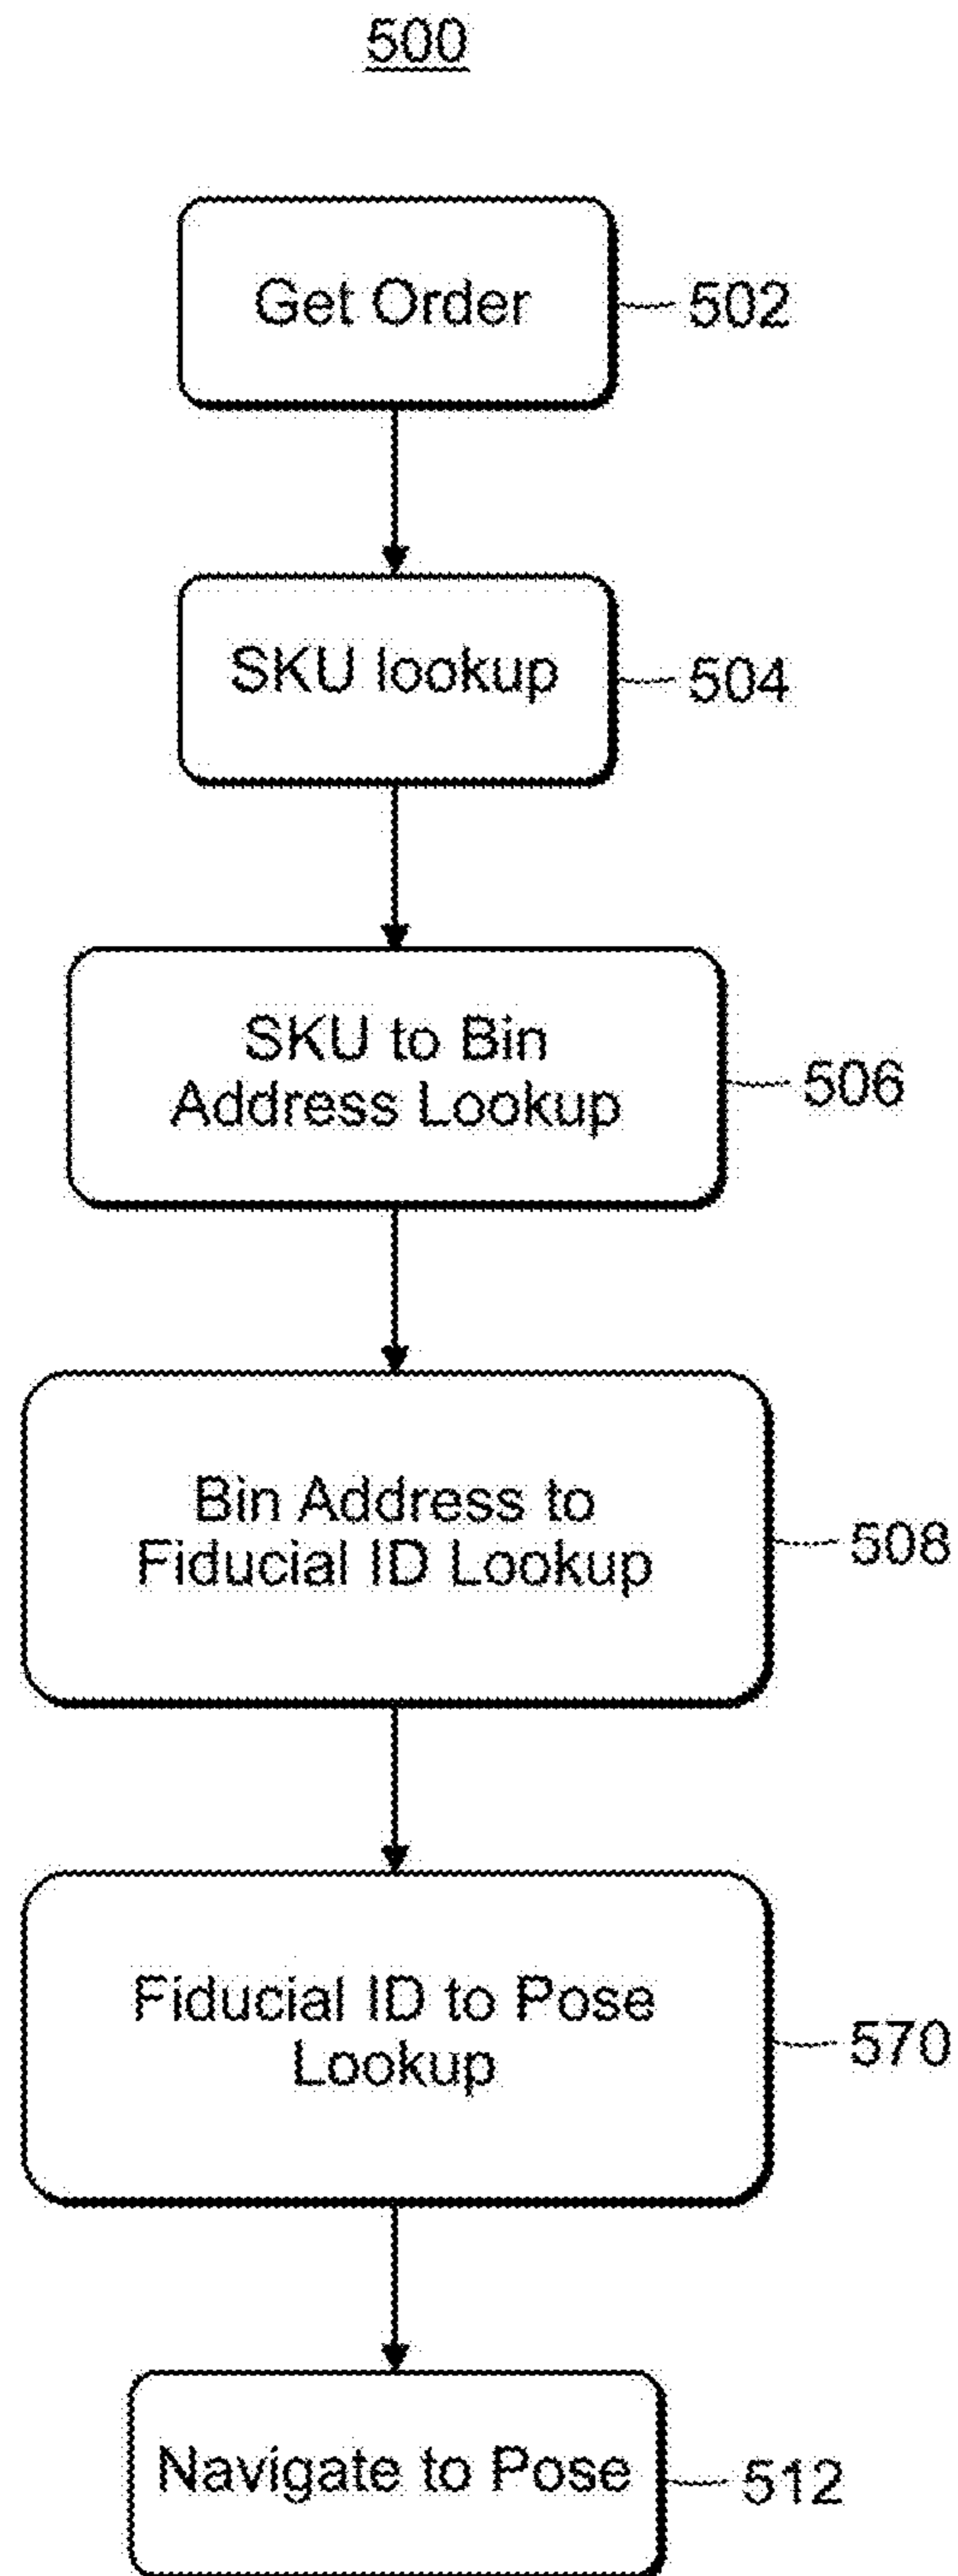 500
Get Order
502
SKU lookup
504
SKU to Bin
Address Lookup
506
Bin Address to
Fiducial ID Lookup
508
Fiducial ID to Pose
Lookup
570
Navigate to Pose
512